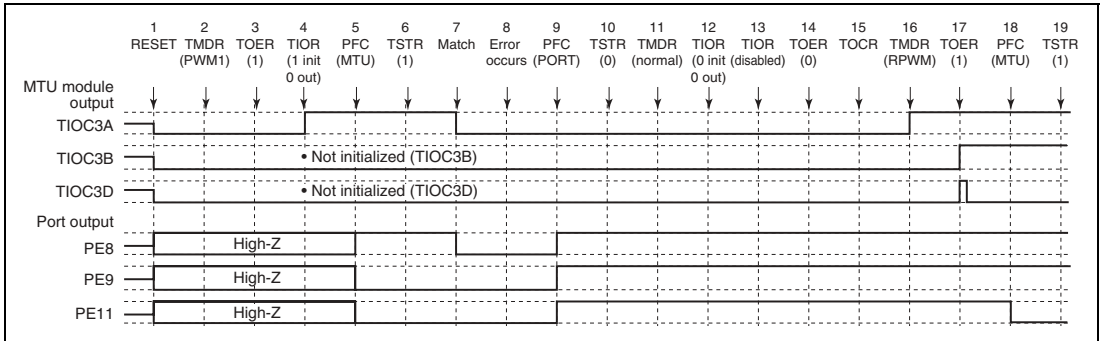 1 2 3 4 5 6 7 8 9 10 11 12 13 14 15 16 17 18 19
RESET TMDR TOER TIOR PFC TSTR Match Error PFC TSTR TMDR TIOR TIOR TOER TOCR TMDR TOER PFC TSTR
(PWM1) (1) (1 init (MTU) (1) occurs (PORT) (0) (normal) (0 init (disabled) (0) (RPWM) (1) (MTU) (1)
0 out) 0 out)
MTU module
output
TIOC3A
TIOC3B • Not initialized (TIOC3B)
TIOC3D • Not initialized (TIOC3D)
Port output
PE8 High-Z
PE9 High-Z
PE11 High-Z